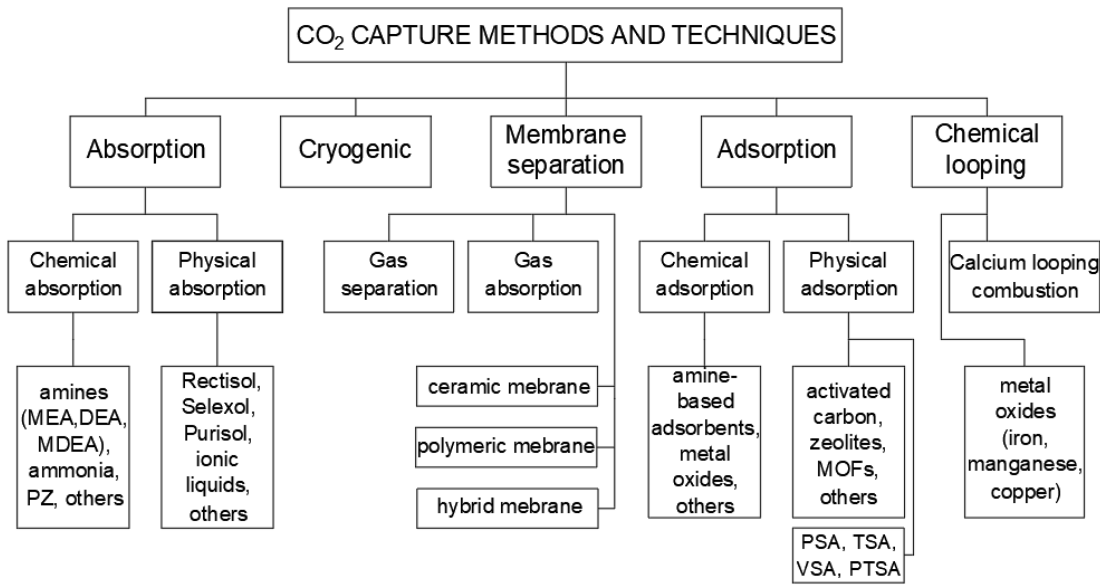 CO₂ CAPTURE METHODS AND TECHNIQUES
Absorption
Cryogenic
Membrane
separation
Adsorption
Chemical
looping
Chemical
absorption
Physical
absorption
Gas
separation
Gas
absorption
Chemical
adsorption
Physical
adsorption
Calcium looping
combustion
amines
(MEA,DEA,
MDEA),
ammonia,
PZ, others
Rectisol,
Selexol,
Purisol,
ionic
liquids,
others
ceramic mebrane
polymeric mebrane
hybrid mebrane
amine-
based
adsorbents,
metal
oxides,
others
activated
carbon,
zeolites,
MOFs,
others
PSA, TSA,
VSA, PTSA
metal
oxides
(iron,
manganese,
copper)